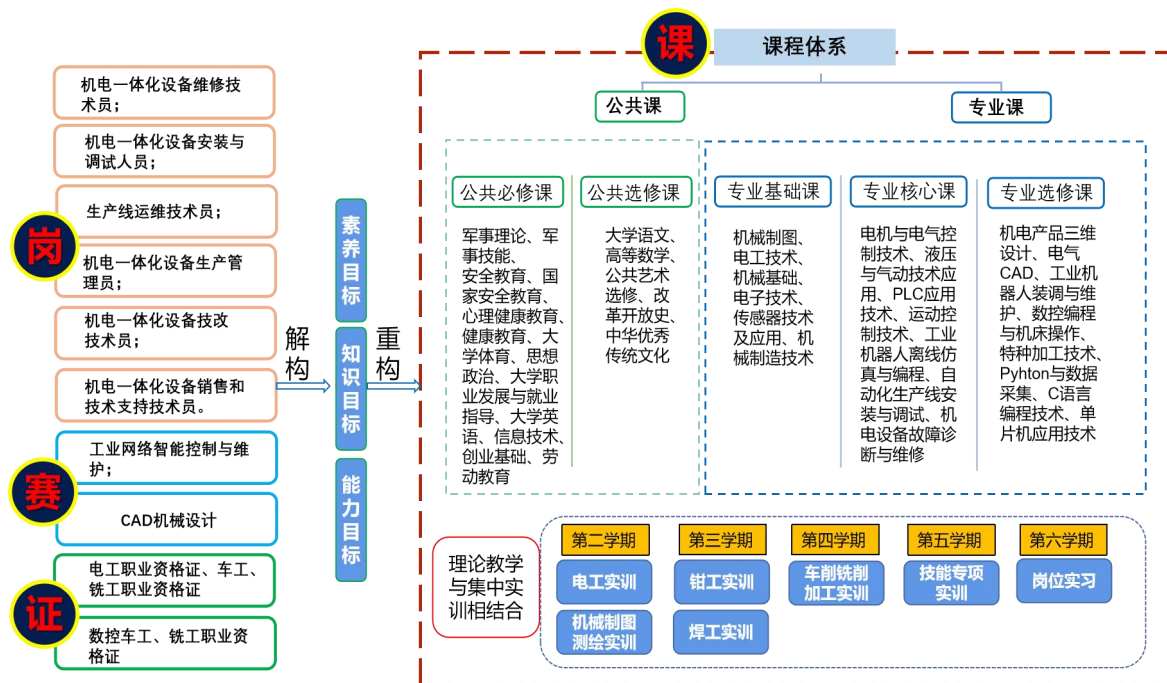 课
课程体系
公共课
专业课
岗
机电一体化设备维修技
术员；
机电一体化设备安装与
调试人员；
生产线运维技术员；
机电一体化设备生产管
理员；
机电一体化设备技改
技术员；
机电一体化设备销售和
技术支持技术员。
赛
工业网络智能控制与维
护；
CAD机械设计
证
电工职业资格证、车工、
铣工职业资格证
数控车工、铣工职业资
格证
解
构
素
养
目
标
知
识
目
标
能
力
目
标
重
构
公共必修课
军事理论、军
事技能、
安全教育、国
家安全教育、
心理健康教育、
健康教育、大
学体育、思想
政治、大学职
业发展与就业
指导、大学英
语、信息技术、
创业基础、劳
动教育
公共选修课
大学语文、
高等数学、
公共艺术
选修、改
革开放史、
中华优秀
传统文化
专业基础课
机械制图、
电工技术、
机械基础、
电子技术、
传感器技术
及应用、机
械制造技术
专业核心课
电机与电气控
制技术、液压
与气动技术应
用、PLC应用
技术、运动控
制技术、工业
机器人离线仿
真与编程、自
动化生产线安
装与调试、机
电设备故障诊
断与维修
专业选修课
机电产品三维
设计、电气
CAD、工业机
器人装调与维
护、数控编程
与机床操作、
特种加工技术、
Pyhton与数据
采集、C语言
编程技术、单
片机应用技术
理论教学
与集中实
训相结合
第二学期
电工实训
机械制图
测绘实训
第三学期
钳工实训
焊工实训
第四学期
车削铣削
加工实训
第五学期
技能专项
实训
第六学期
岗位实习